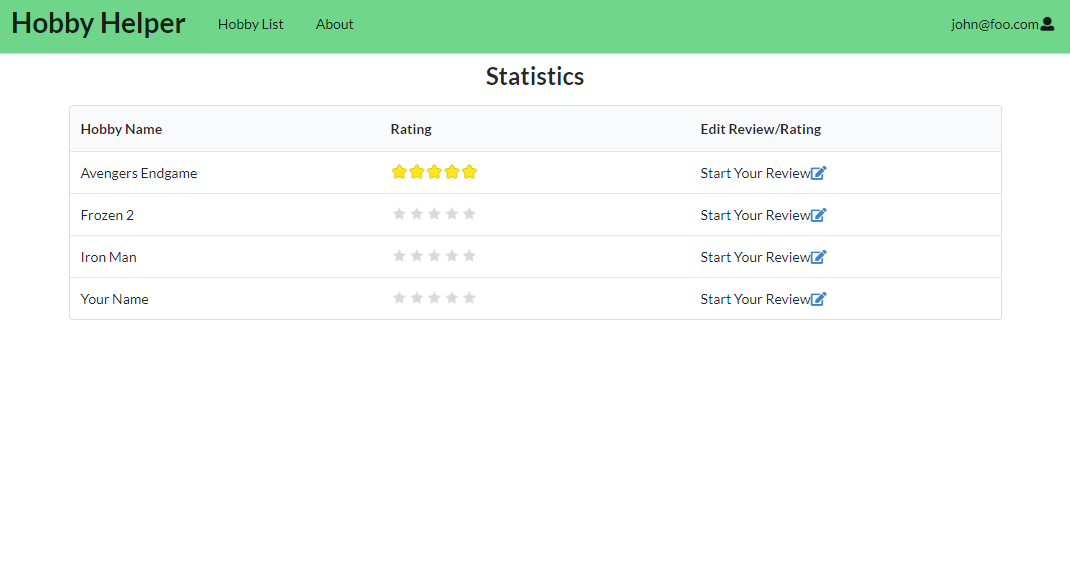 Hobby Helper Hobby List About john@foo.com
Statistics
Hobby Name Rating Edit Review/Rating
Avengers Endgame Start Your Review
Frozen 2 Start Your Review
Iron Man Start Your Review
Your Name Start Your Review